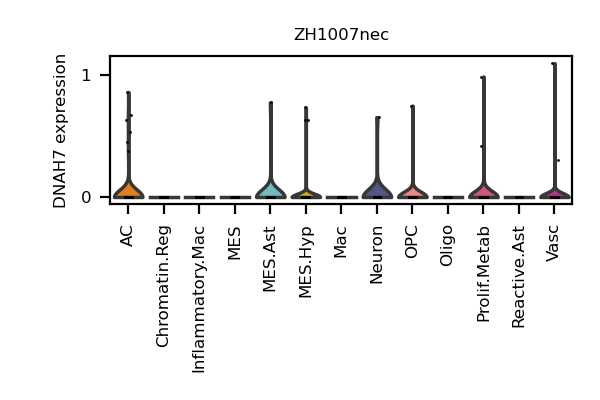 ZH1007nec
DNAH7 expression
1
0
AC
Chromatin.Reg
Inflammatory.Mac
MES
MES.Ast
MES.Hyp
Mac
Neuron
OPC
Oligo
Prolif.Metab
Reactive.Ast
Vasc